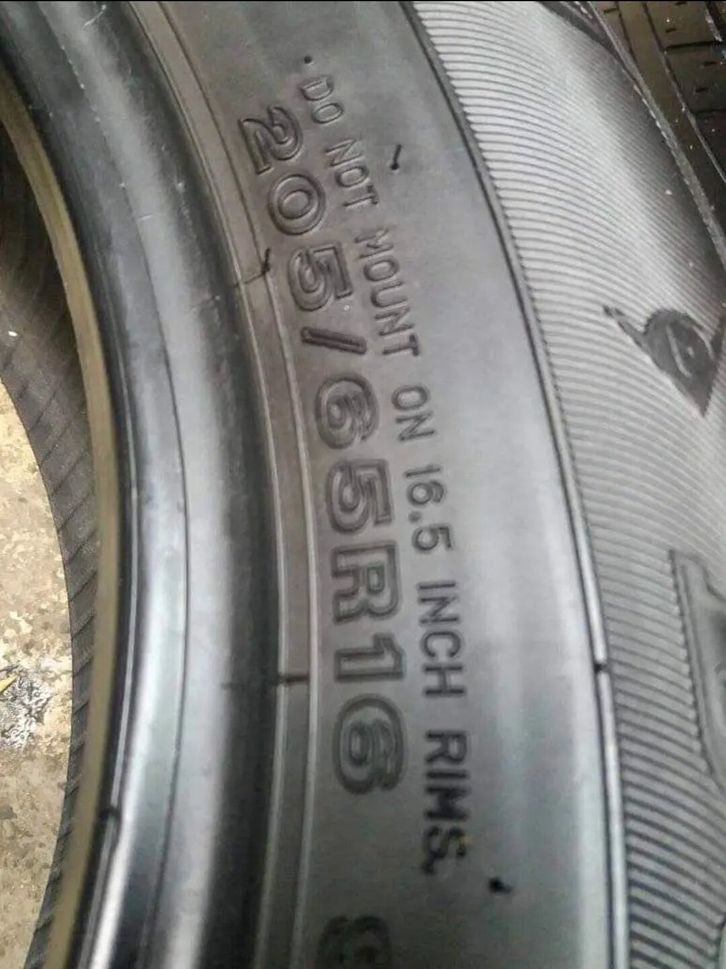 DO NOT MOUNT ON 16.5 INCH RIMS.
205/65R16